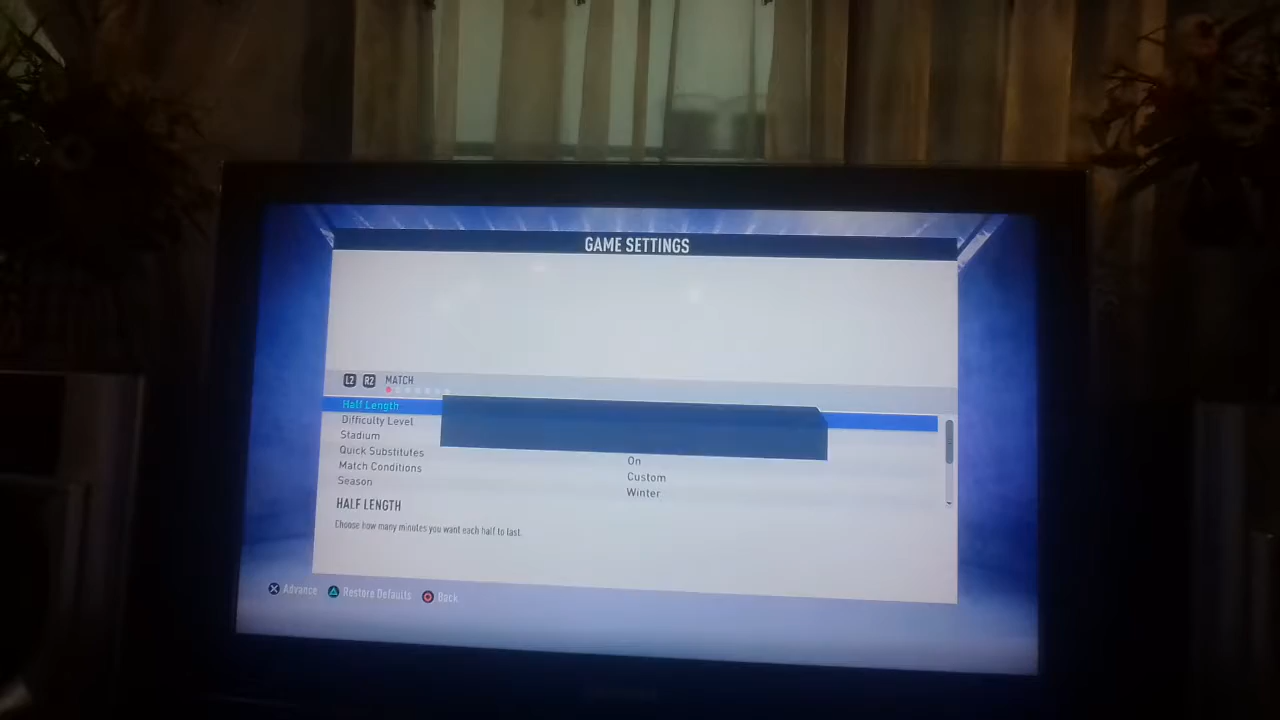 GAME SETTINGS
L2 R2 MATCH
Half Length
Difficulty Level
Stadium
Quick Substitutes On
Match Conditions Custom
Season Winter
HALF LENGTH
Choose how many minutes you want each half to last.
Advance Restore Defaults Back